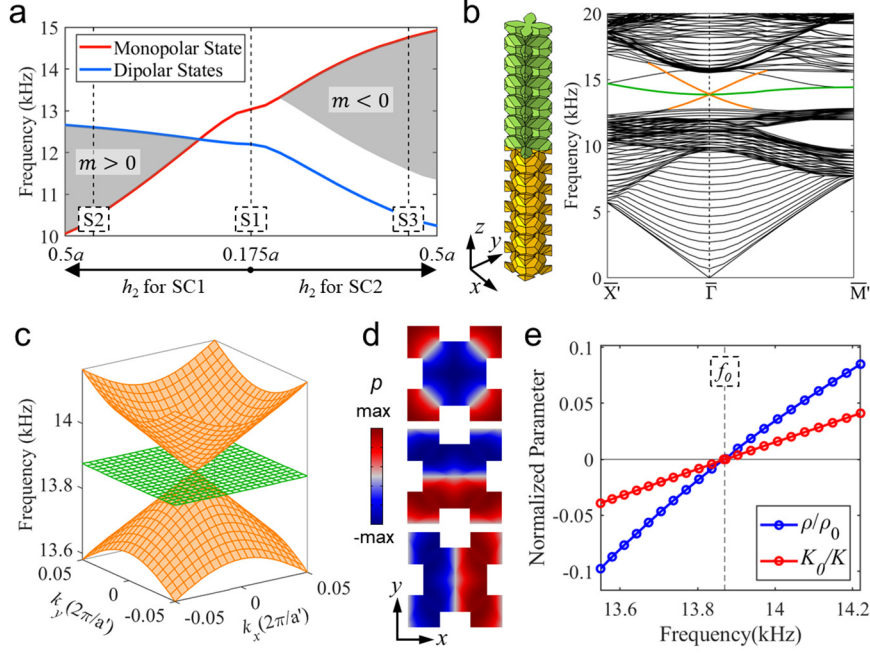 a
15
14
13
12
11
10
Frequency (kHz)
Monopolar State
Dipolar States
m > 0
m < 0
S2
S1
S3
0.5a
0.175a
0.5a
h2 for SC1
h2 for SC2
b
z
y
x
20
15
10
5
0
Frequency (kHz)
X̅'
Γ̅
M̅'
c
14
13.8
13.6
Frequency (kHz)
0.05
0
-0.05
ky(2π/a')
-0.05
0
0.05
kx(2π/a')
d
p
max
-max
y
x
e
0.1
0.05
0
-0.05
-0.1
Normalized Parameter
f0
ρ/ρ0
K0/K
13.6
13.8
14
14.2
Frequency(kHz)